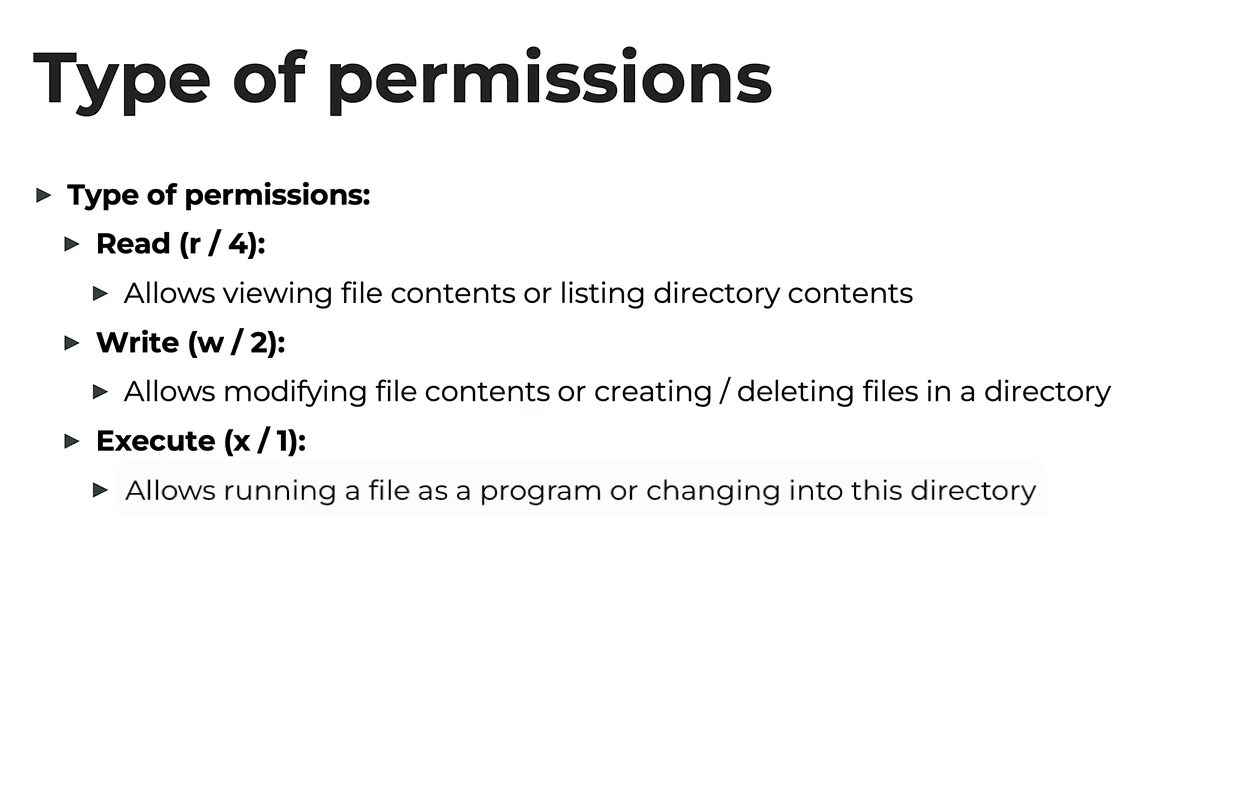 Type of permissions
Type of permissions:
Read (r / 4):
Allows viewing file contents or listing directory contents
Write (w / 2):
Allows modifying file contents or creating / deleting files in a directory
Execute (x / 1):
Allows running a file as a program or changing into this directory